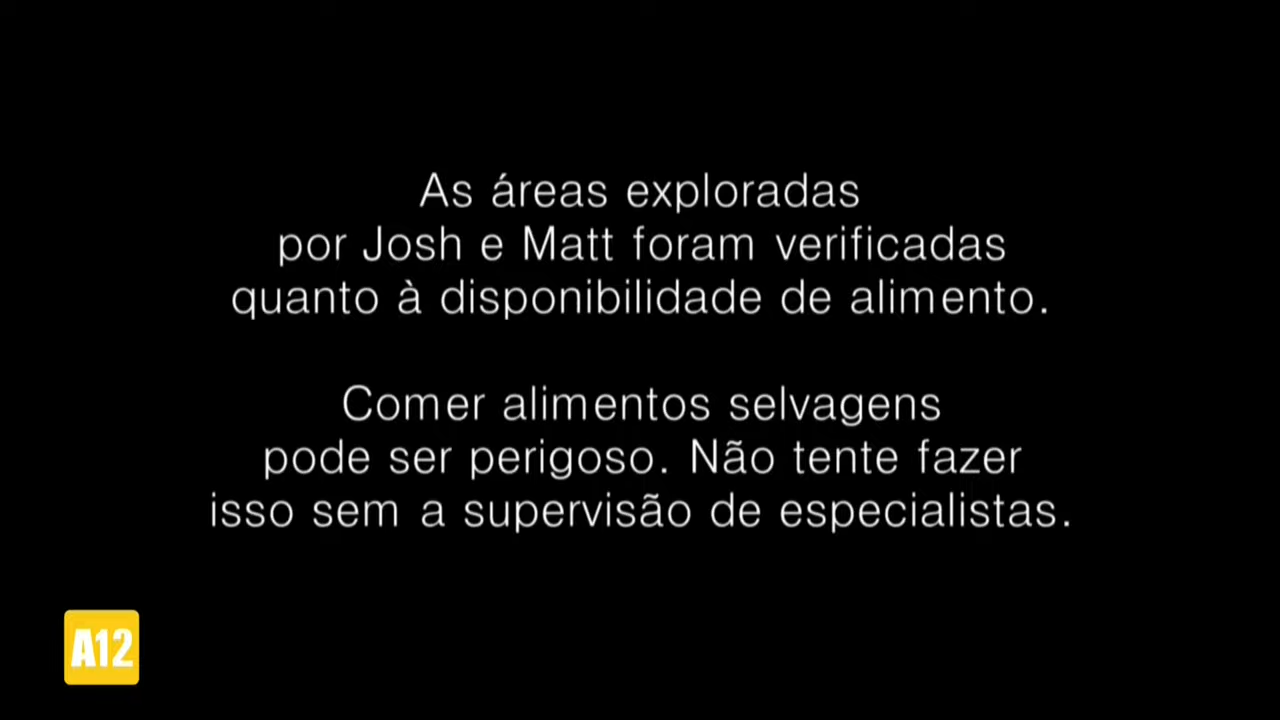 As áreas exploradas
por Josh e Matt foram verificadas
quanto à disponibilidade de alimento.
Comer alimentos selvagens
pode ser perigoso. Não tente fazer
isso sem a supervisão de especialistas.
A12